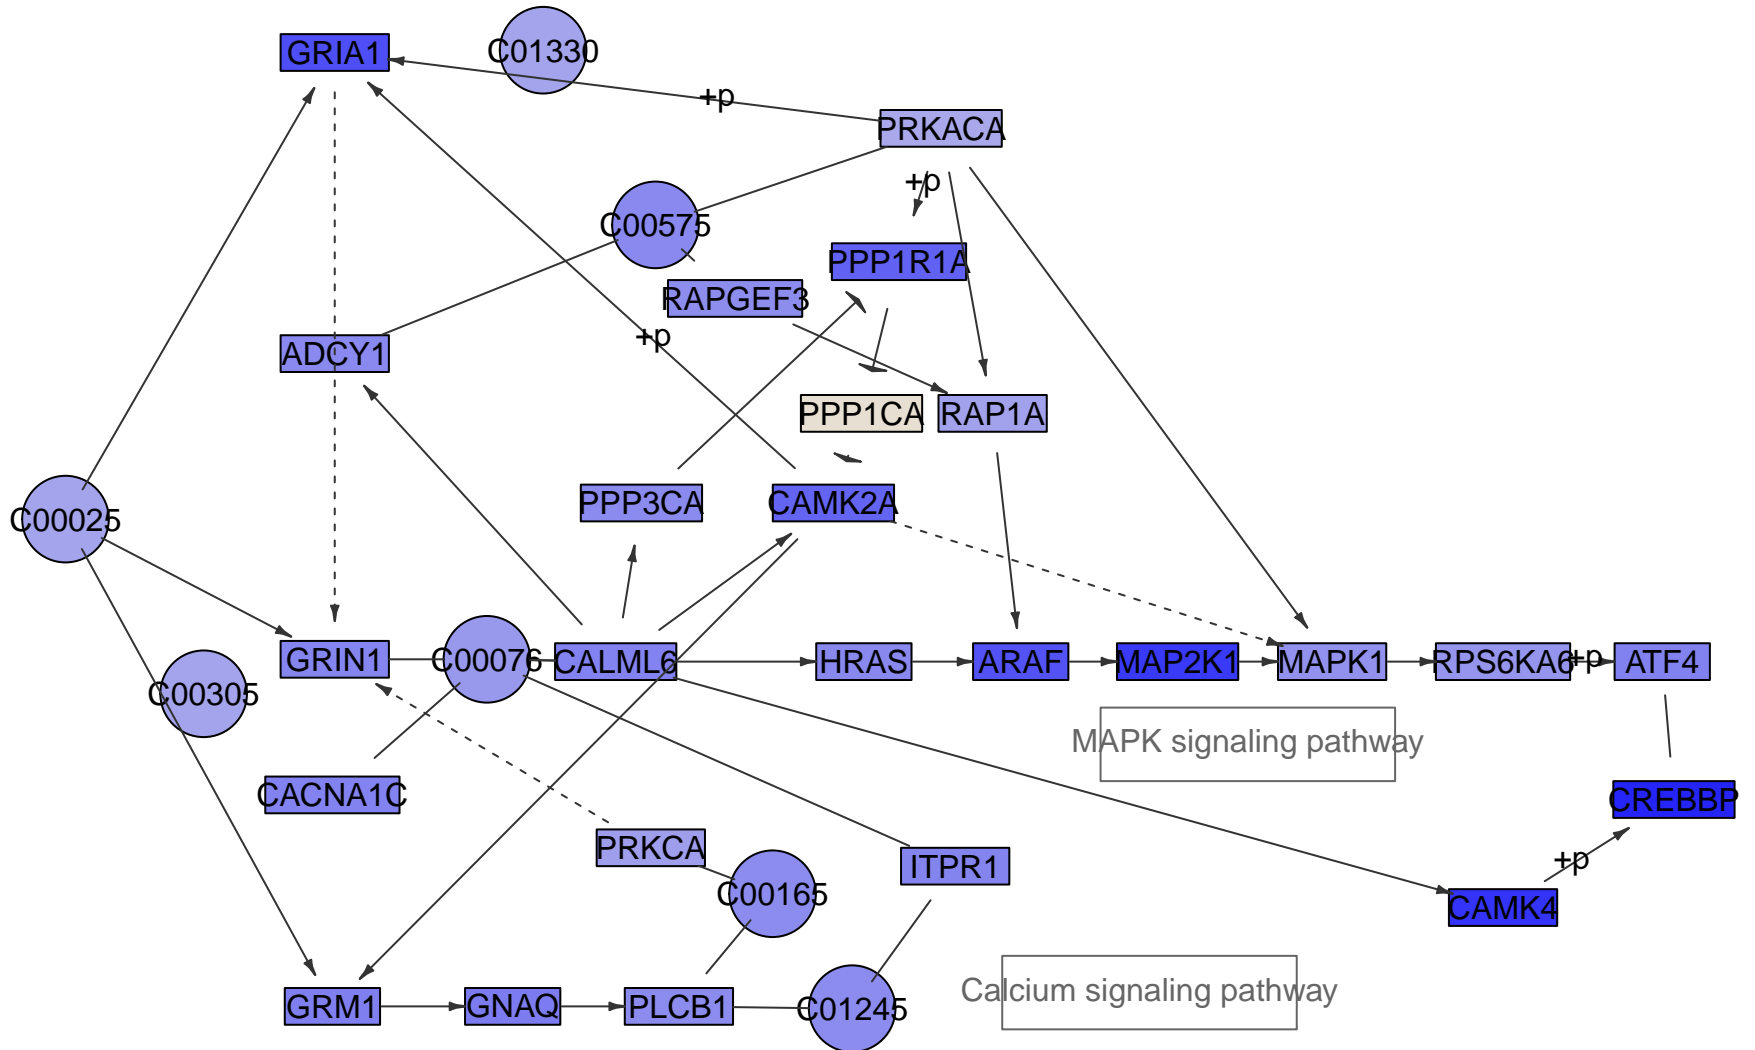 GRIA1
C01330
+p
PRKACA
+p
C00575
PPP1R1A
RAPGEF3
+p
ADCY1
PPP1CA
RAP1A
PPP3CA
CAMK2A
C00025
GRIN1
C00076
CALML6
HRAS
ARAF
MAP2K1
MAPK1
RPS6KA6
+p
ATF4
C00305
MAPK signaling pathway
CACNA1C
CREBBP
PRKCA
ITPR1
+p
C00165
CAMK4
Calcium signaling pathway
GRM1
GNAQ
PLCB1
C01245